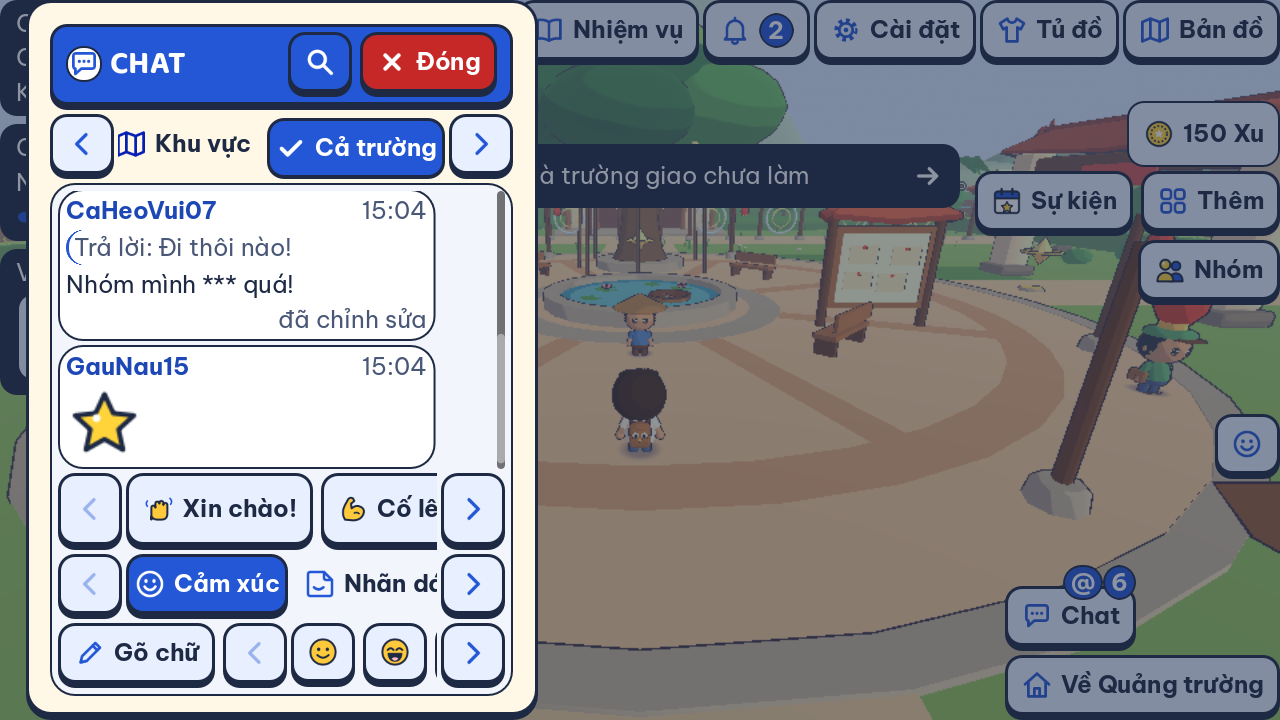 CHAT
Đóng
Khu vực
Cả trường
CaHeoVui07 15:04
Trả lời: Đi thôi nào!
Nhóm mình *** quá!
đã chỉnh sửa
GauNau15 15:04
Xin chào!
Cố lê
Cảm xúc
Nhãn
Gõ chữ
Nhiệm vụ
2
Cài đặt
Tủ đồ
Bản đồ
150 Xu
à trường giao chưa làm
Sự kiện
Thêm
Nhóm
@ 6
Chat
Về Quảng trường